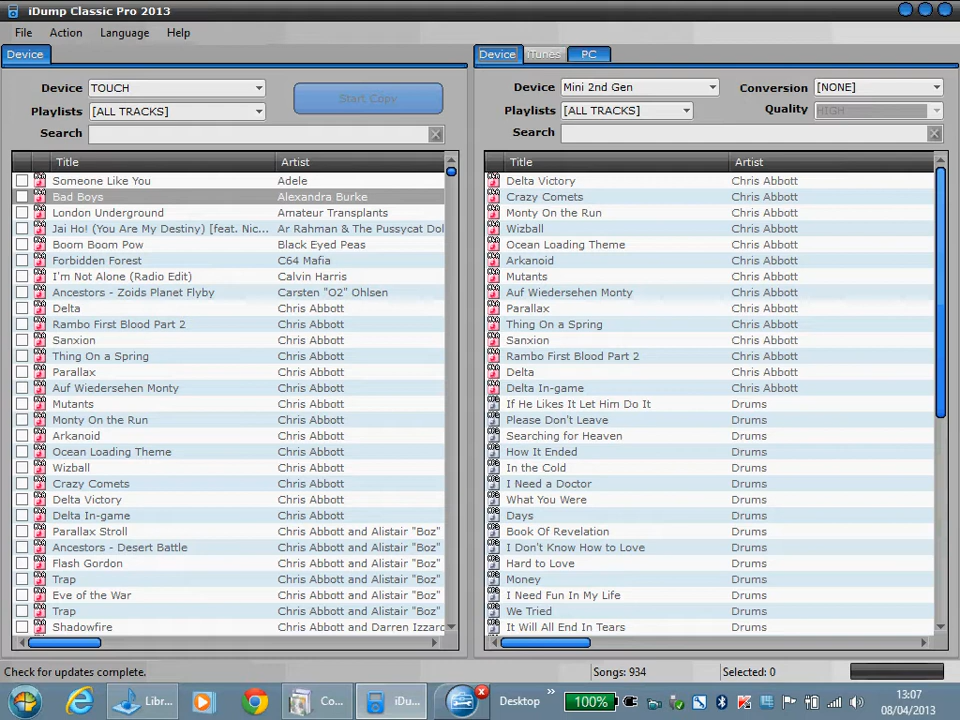 iDump Classic Pro 2013
File Action Language Help
Device
Device TOUCH
Start Copy
Playlists [ALL TRACKS]
Search
Title Artist
Someone Like You Adele
Bad Boys Alexandra Burke
London Underground Amateur Transplants
Jai Ho! (You Are My Destiny) [feat. Nic... Ar Rahman & The Pussycat Dol
Boom Boom Pow Black Eyed Peas
Forbidden Forest C64 Mafia
I'm Not Alone (Radio Edit) Calvin Harris
Ancestors - Zoids Planet Flyby Carsten "O2" Ohlsen
Delta Chris Abbott
Rambo First Blood Part 2 Chris Abbott
Sanxion Chris Abbott
Thing On a Spring Chris Abbott
Parallax Chris Abbott
Auf Wiedersehen Monty Chris Abbott
Mutants Chris Abbott
Monty On the Run Chris Abbott
Arkanoid Chris Abbott
Ocean Loading Theme Chris Abbott
Wizball Chris Abbott
Crazy Comets Chris Abbott
Delta Victory Chris Abbott
Delta In-game Chris Abbott
Parallax Stroll Chris Abbott and Alistair "Boz"
Ancestors - Desert Battle Chris Abbott and Alistair "Boz"
Flash Gordon Chris Abbott and Alistair "Boz"
Trap Chris Abbott and Alistair "Boz"
Eve of the War Chris Abbott and Alistair "Boz"
Trap Chris Abbott and Alistair "Boz"
Shadowfire Chris Abbott and Darren Izzard
Device iTunes PC
Device Mini 2nd Gen Conversion [NONE]
Playlists [ALL TRACKS] Quality HIGH
Search
Title Artist
Delta Victory Chris Abbott
Crazy Comets Chris Abbott
Monty On the Run Chris Abbott
Wizball Chris Abbott
Ocean Loading Theme Chris Abbott
Arkanoid Chris Abbott
Mutants Chris Abbott
Auf Wiedersehen Monty Chris Abbott
Parallax Chris Abbott
Thing On a Spring Chris Abbott
Sanxion Chris Abbott
Rambo First Blood Part 2 Chris Abbott
Delta Chris Abbott
Delta In-game Chris Abbott
If He Likes It Let Him Do It Drums
Please Don't Leave Drums
Searching for Heaven Drums
How It Ended Drums
In the Cold Drums
I Need a Doctor Drums
What You Were Drums
Days Drums
Book Of Revelation Drums
I Don't Know How to Love Drums
Hard to Love Drums
Money Drums
I Need Fun In My Life Drums
We Tried Drums
It Will All End In Tears Drums
Check for updates complete. Songs: 934 Selected: 0
Libr... Co... iDu... Desktop 100% 13:07
08/04/2013